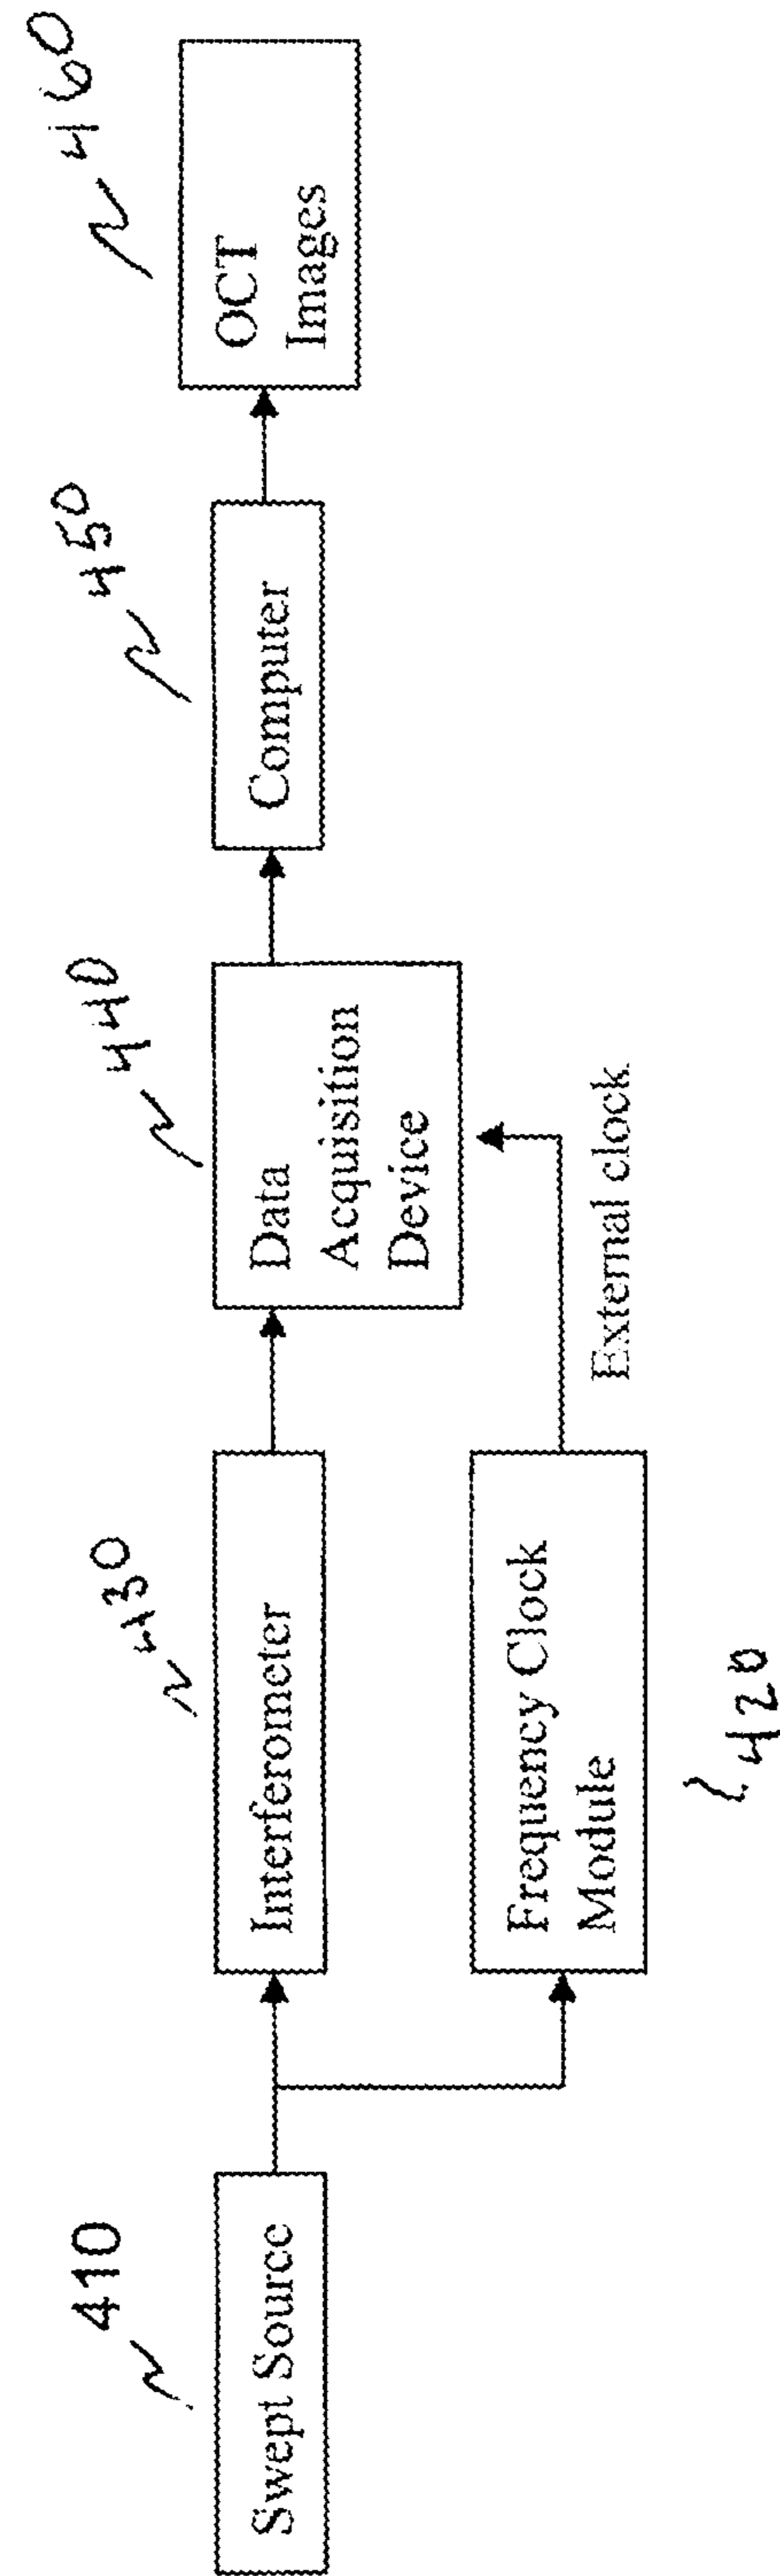 410
Swept Source
430
Interferometer
Frequency Clock
Module
420
External clock
440
Data
Acquisition
Device
450
Computer
460
OCT
Images